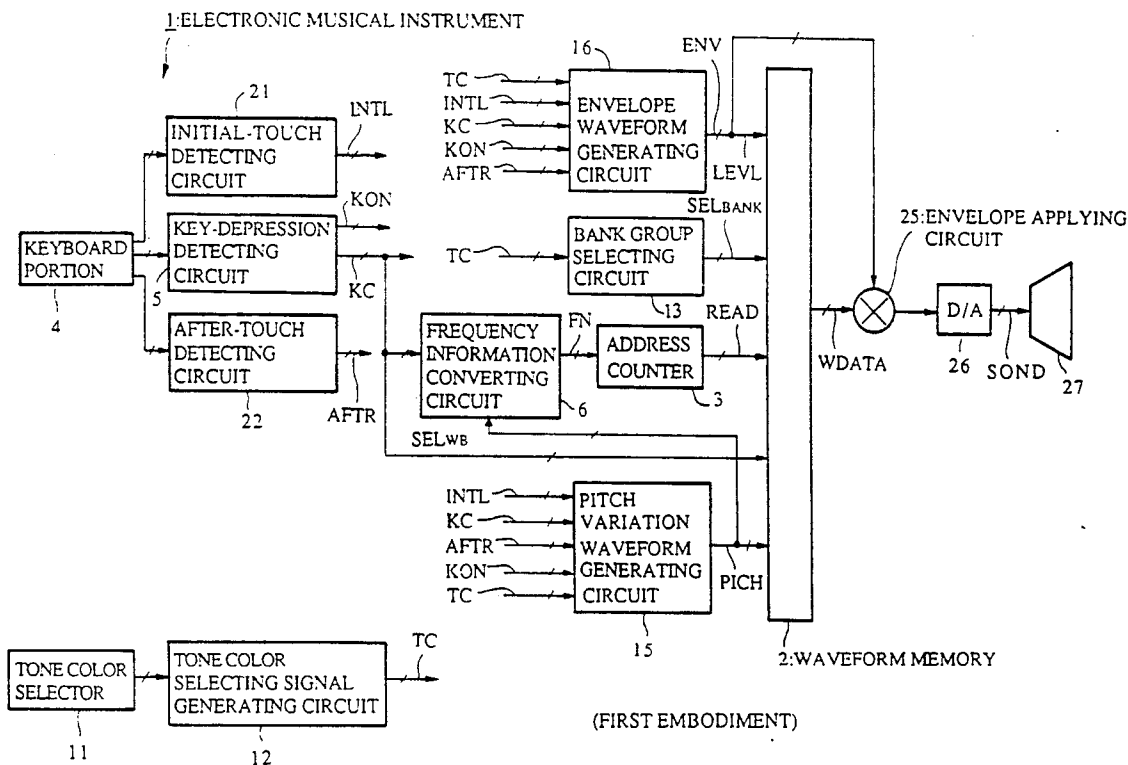 1:ELECTRONIC MUSICAL INSTRUMENT
21
INITIAL-TOUCH
DETECTING
CIRCUIT
INTL
KEYBOARD
PORTION
4
KEY-DEPRESSION
DETECTING
CIRCUIT
5
KON
KC
AFTER-TOUCH
DETECTING
CIRCUIT
22
AFTR
16
TC
INTL
KC
KON
AFTR
ENVELOPE
WAVEFORM
GENERATING
CIRCUIT
ENV
LEVL
TC
BANK GROUP
SELECTING
CIRCUIT
13
SELBANK
FREQUENCY
INFORMATION
CONVERTING
CIRCUIT
6
FN
ADDRESS
COUNTER
3
READ
SELWB
INTL
KC
AFTR
KON
TC
PITCH
VARIATION
WAVEFORM
GENERATING
CIRCUIT
15
PICH
2:WAVEFORM MEMORY
WDATA
25:ENVELOPE APPLYING
CIRCUIT
D/A
26
SOND
27
TONE COLOR
SELECTOR
11
TONE COLOR
SELECTING SIGNAL
GENERATING CIRCUIT
12
TC
(FIRST EMBODIMENT)